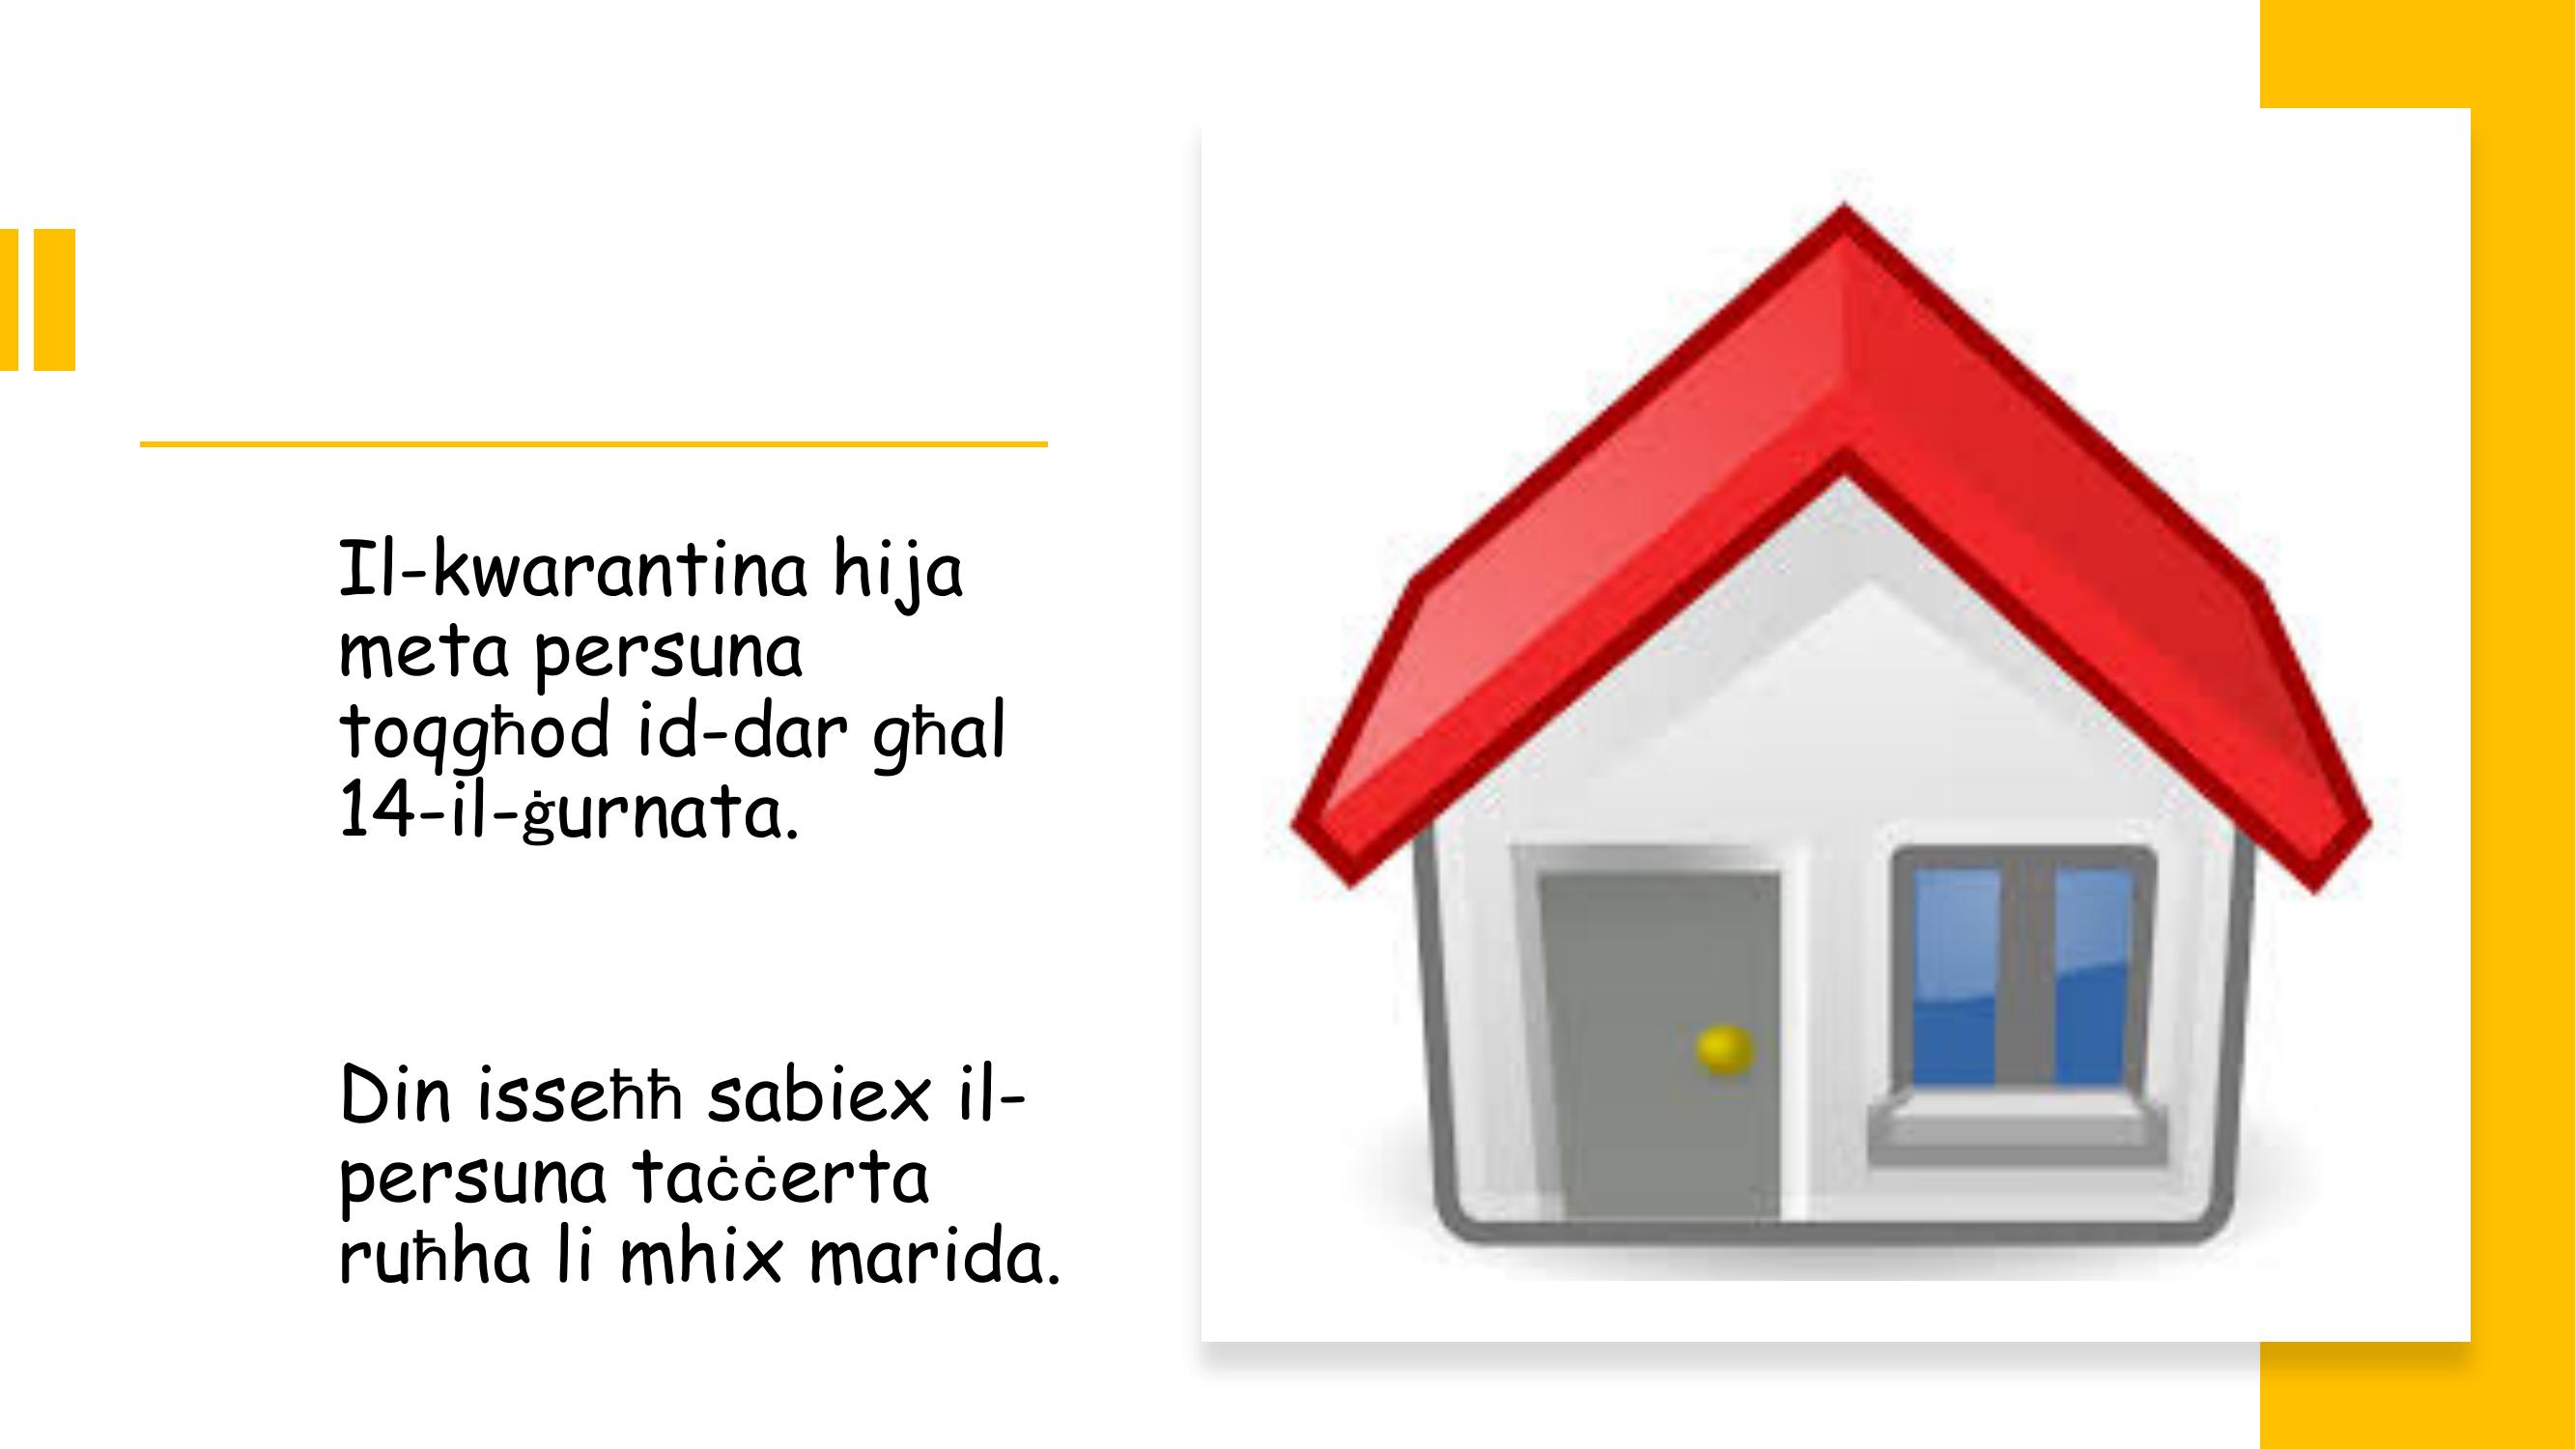 Il-kwarantina hija
meta persuna
toqgħod id-dar għal
14-il-ġurnata.
Din isseħħ sabiex il-
persuna taċċerta
ruħha li mhix marida.